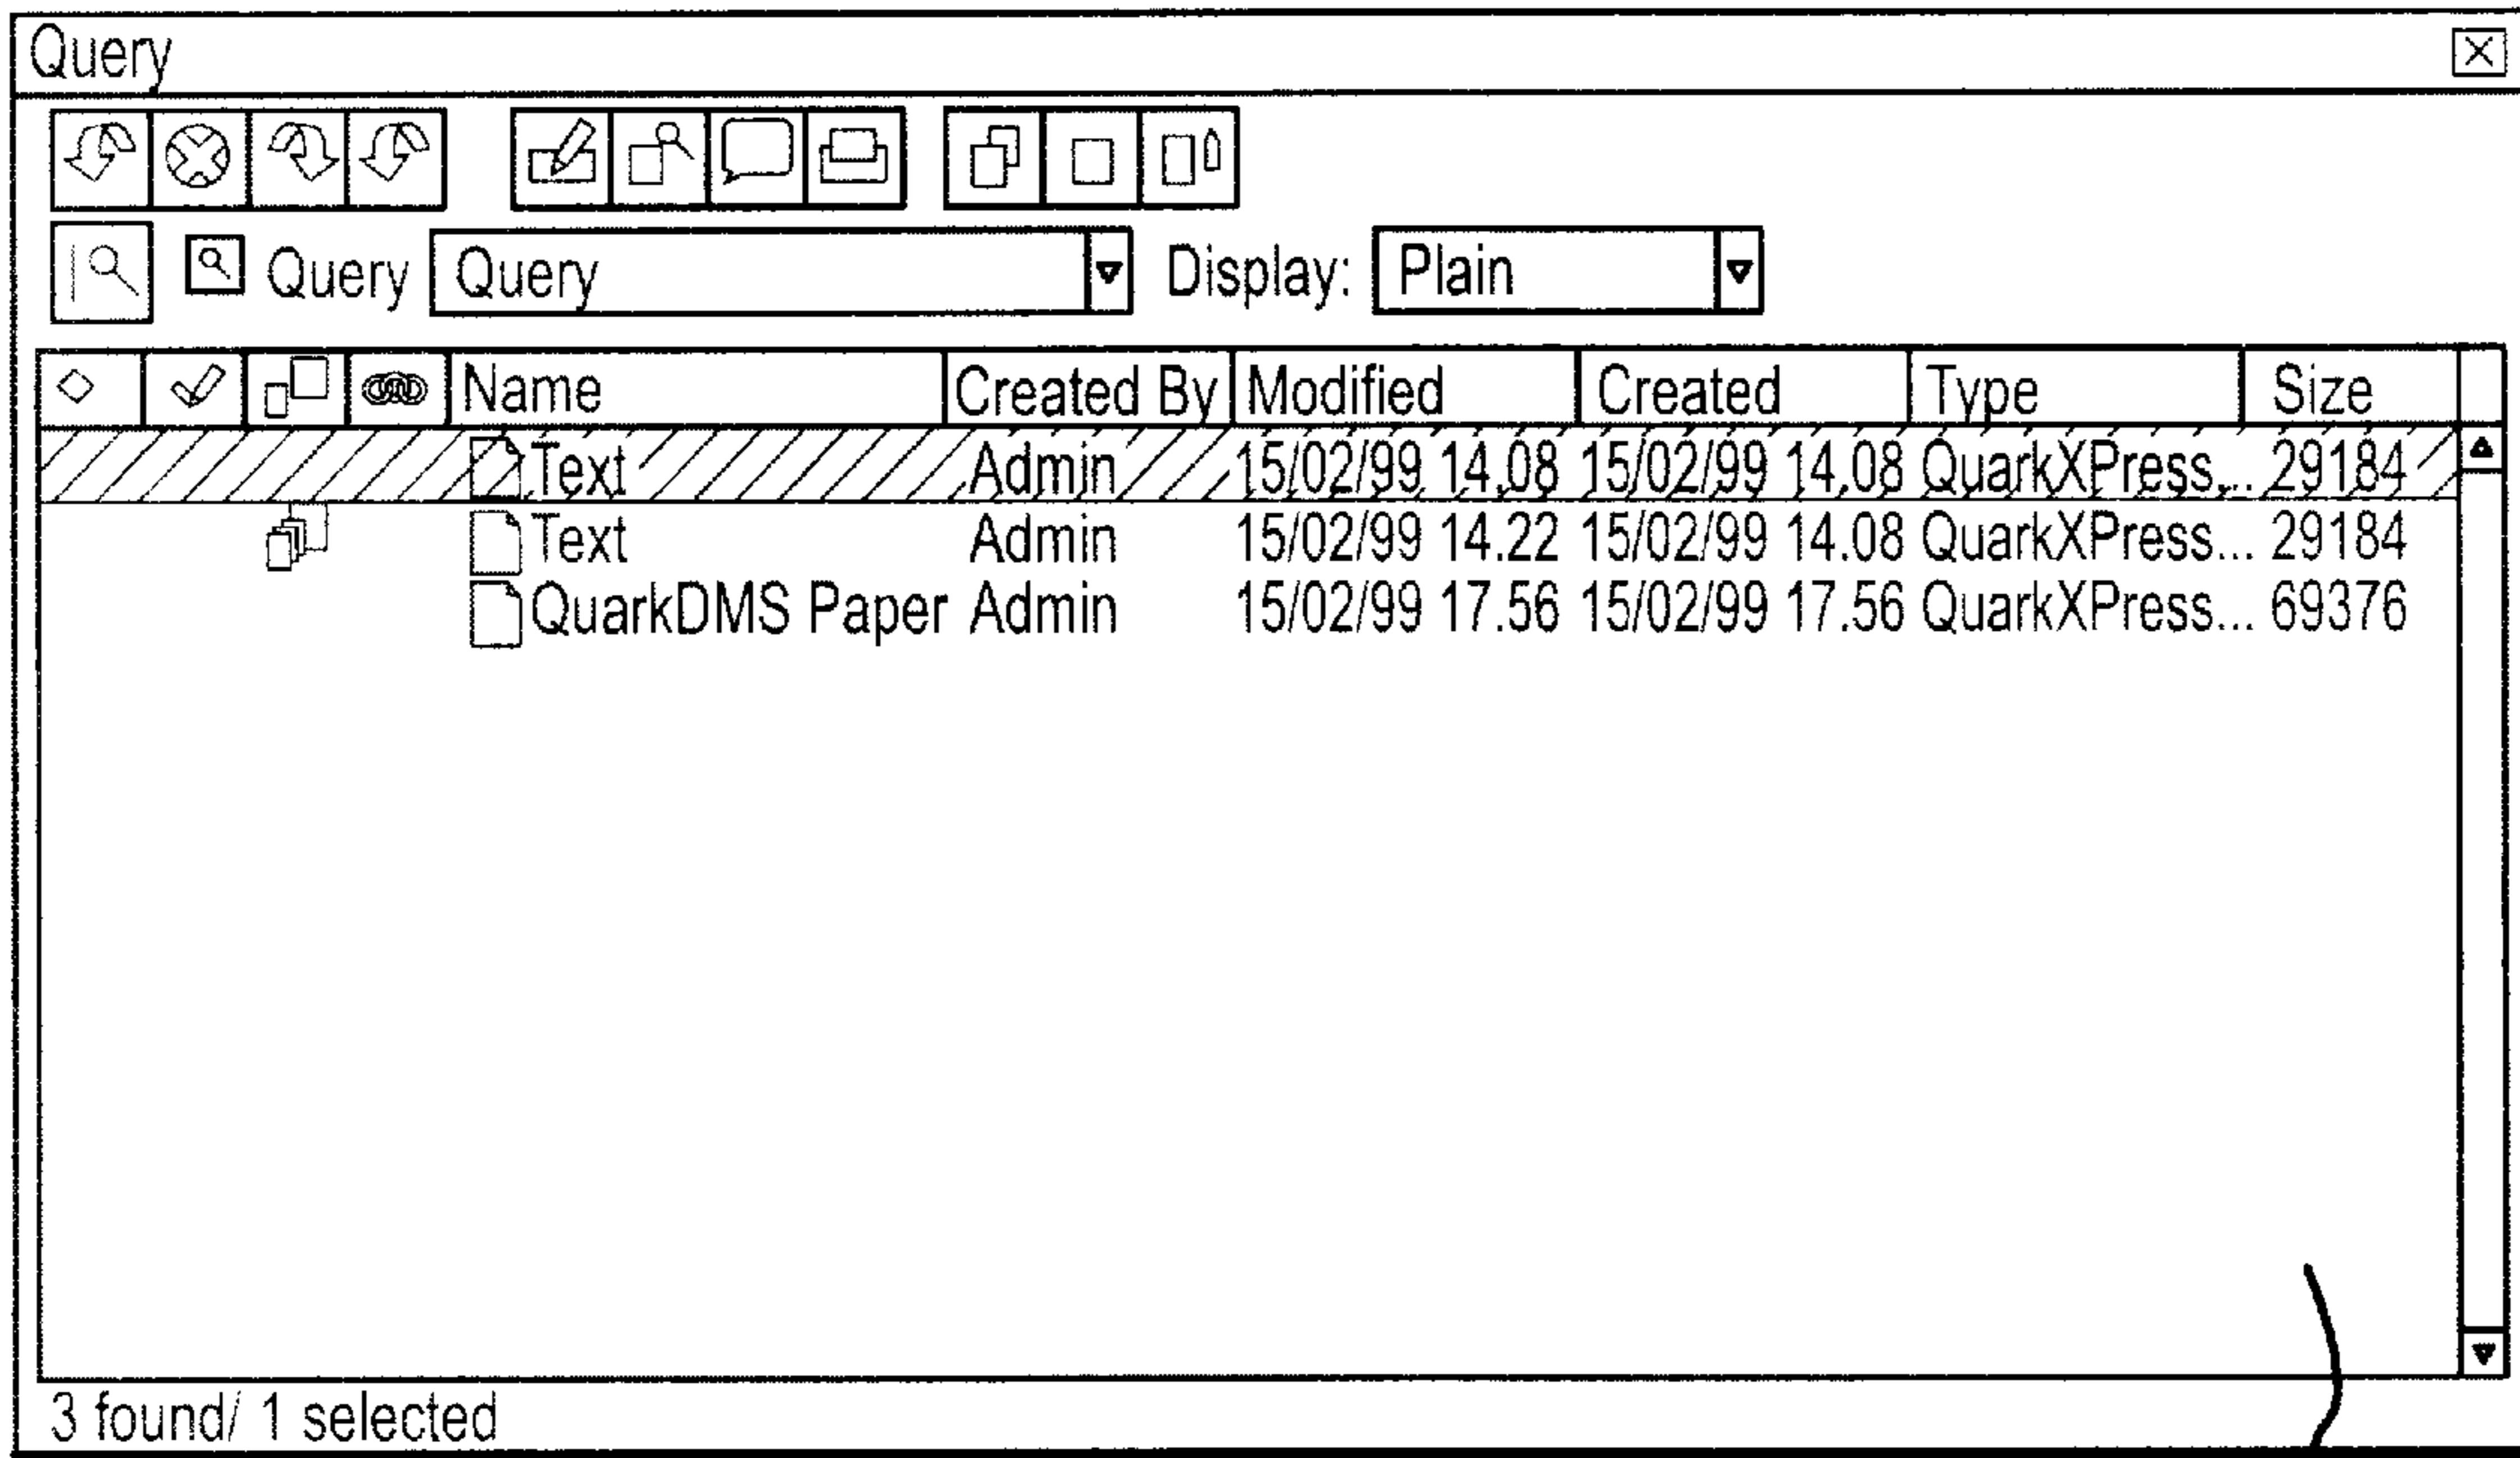 Query
Query Query Display: Plain
Name Created By Modified Created Type Size
Text Admin 15/02/99 14.08 15/02/99 14.08 QuarkXPress... 29184
Text Admin 15/02/99 14.22 15/02/99 14.08 QuarkXPress... 29184
QuarkDMS Paper Admin 15/02/99 17.56 15/02/99 17.56 QuarkXPress... 69376
3 found/ 1 selected